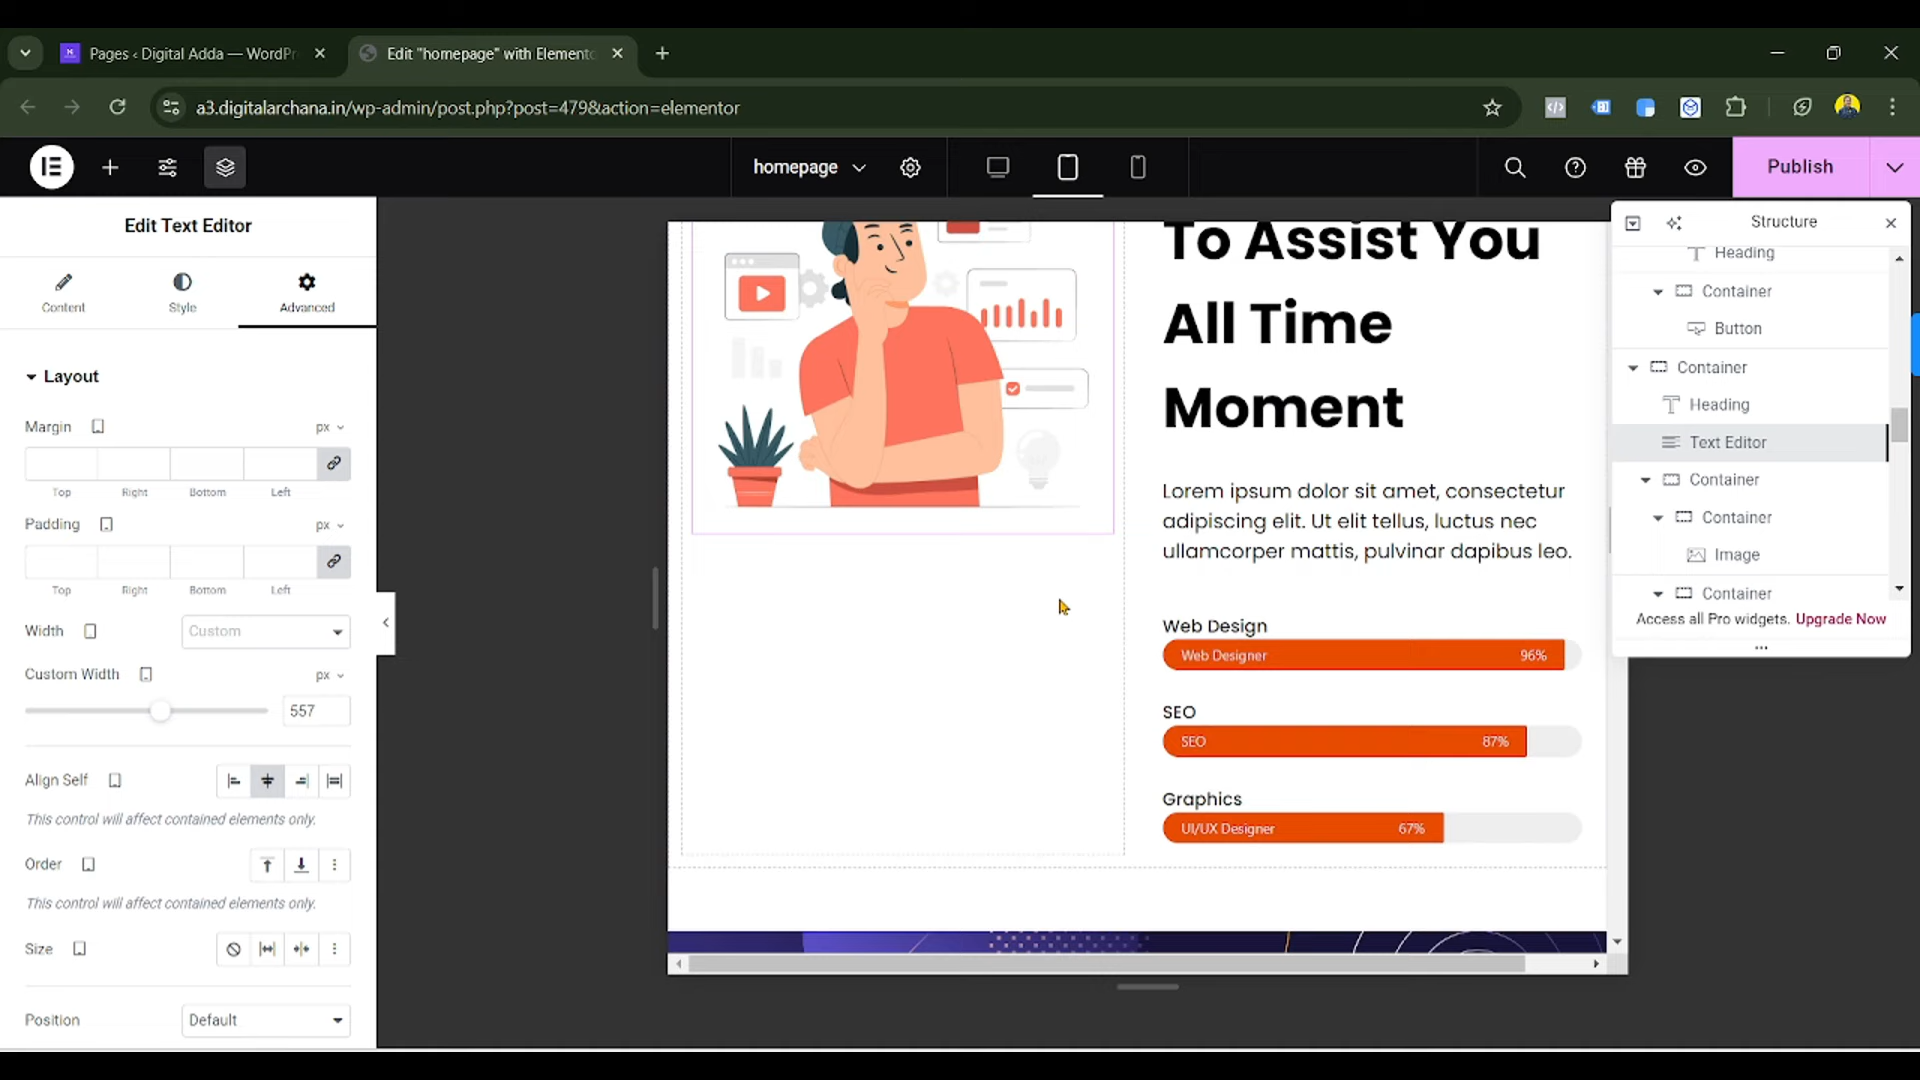 Pages ‹ Digital Adda — WordPr
Edit "homepage" with Elemento
a3.digitalarchana.in/wp-admin/post.php?post=479&action=elementor
homepage
Publish
Edit Text Editor
Content
Style
Advanced
Layout
Margin
px
Top
Right
Bottom
Left
Padding
px
Top
Right
Bottom
Left
Width
Custom
Custom Width
px
557
Align Self
This control will affect contained elements only.
Order
This control will affect contained elements only.
Size
Position
Default
To Assist You
All Time
Moment
Lorem ipsum dolor sit amet, consectetur
adipiscing elit. Ut elit tellus, luctus nec
ullamcorper mattis, pulvinar dapibus leo.
Web Design
Web Designer 96%
SEO
SEO 87%
Graphics
UI/UX Designer 67%
Structure
Heading
Container
Button
Container
Heading
Text Editor
Container
Container
Image
Container
Access all Pro widgets. Upgrade Now